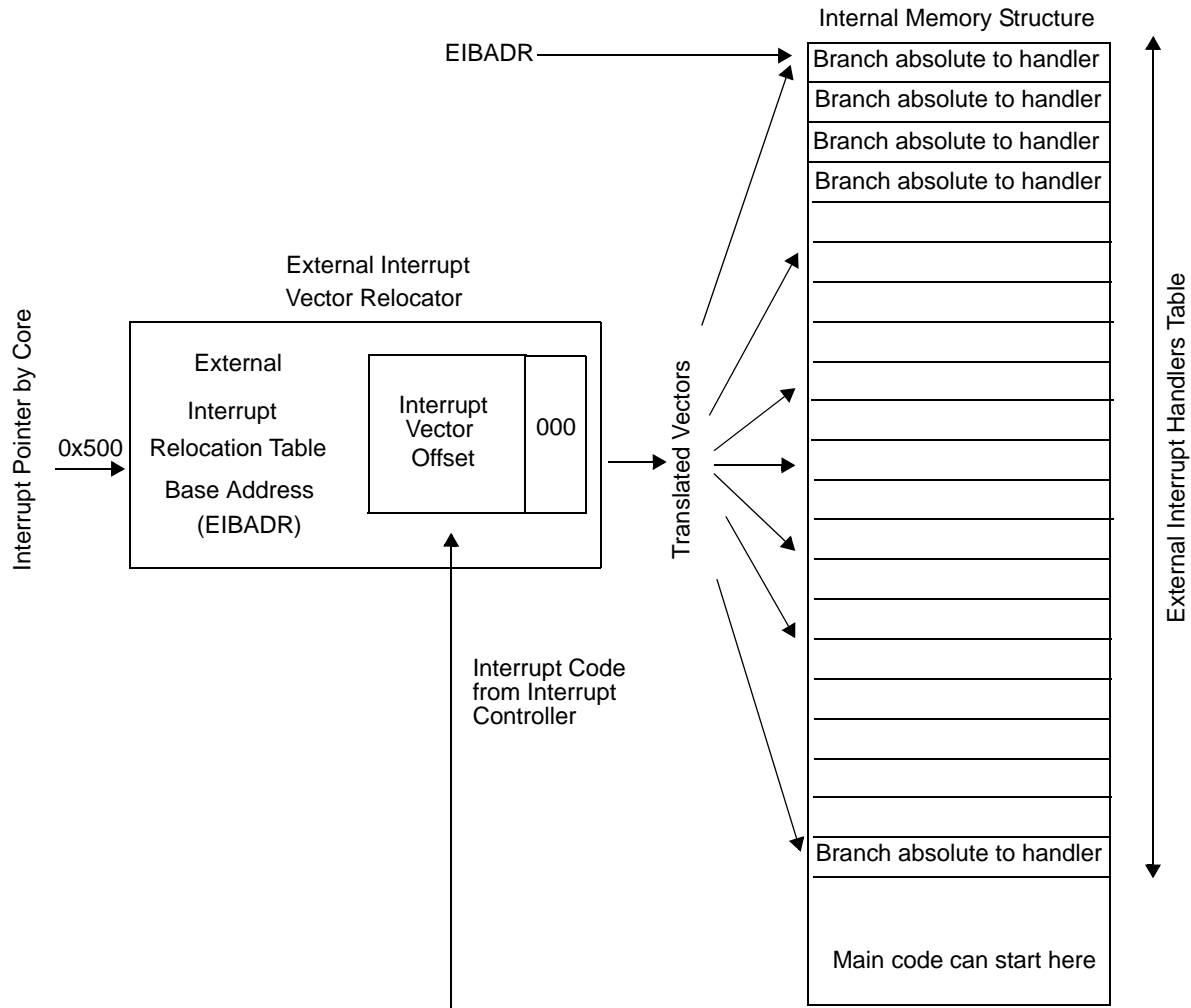 Internal Memory Structure
EIBADR
Branch absolute to handler
Branch absolute to handler
Branch absolute to handler
Branch absolute to handler
External Interrupt
Vector Relocator
Interrupt Pointer by Core
0x500
External
Interrupt
Relocation Table
Base Address
(EIBADR)
Interrupt
Vector
Offset
000
Translated Vectors
External Interrupt Handlers Table
Interrupt Code
from Interrupt
Controller
Branch absolute to handler
Main code can start here